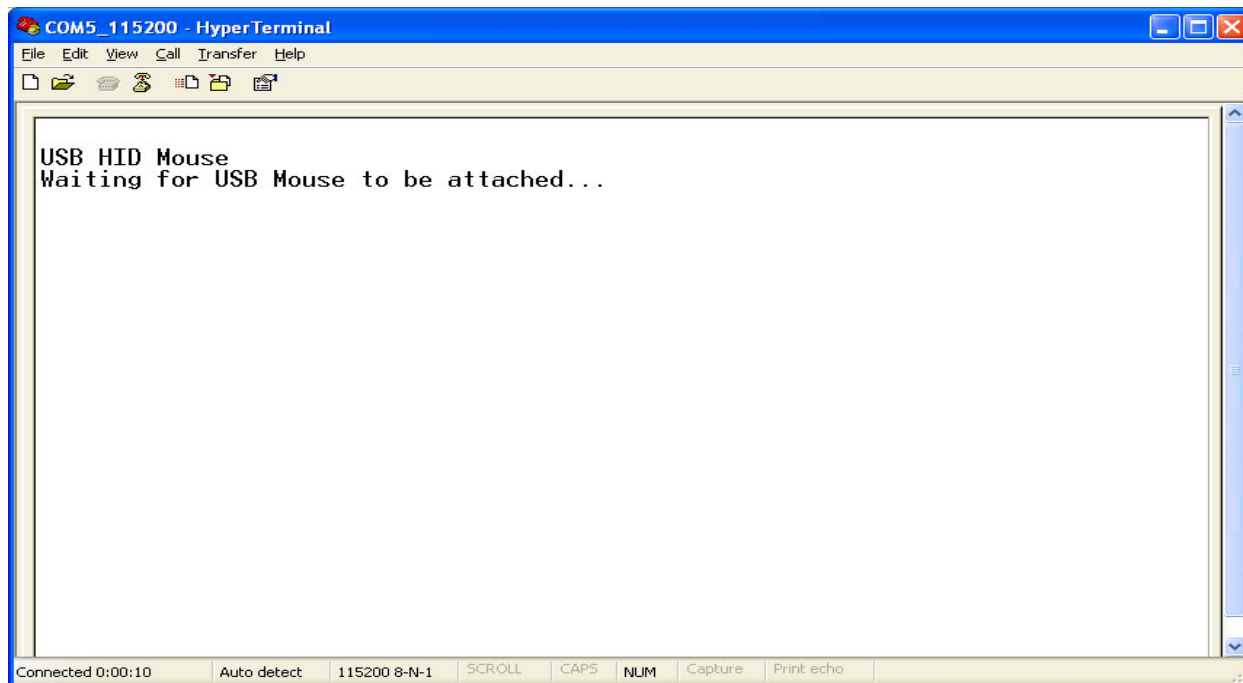 COM5_115200 - HyperTerminal
File Edit View Call Transfer Help
USB HID Mouse
Waiting for USB Mouse to be attached...
Connected 0:00:10 Auto detect 115200 8-N-1 SCROLL CAPS NUM Capture Print echo